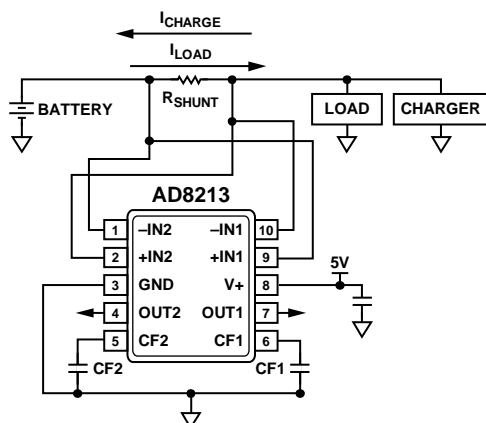 ICHARGE
ILOAD
BATTERY
RSHUNT
LOAD
CHARGER
AD8213
1 –IN2 –IN1 10
2 +IN2 +IN1 9
5V
3 GND V+ 8
4 OUT2 OUT1 7
5 CF2 CF1 6
CF2 CF1